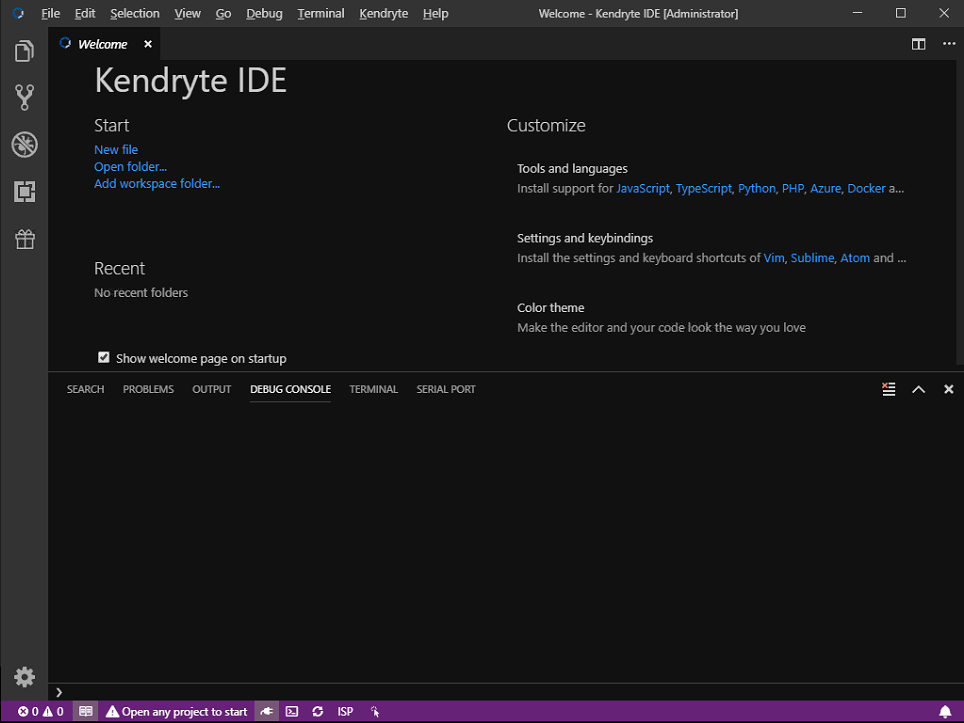 File Edit Selection View Go Debug Terminal Kendryte Help Welcome - Kendryte IDE [Administrator]
Welcome
Kendryte IDE
Start
New file
Open folder...
Add workspace folder...
Recent
No recent folders
Show welcome page on startup
Customize
Tools and languages
Install support for JavaScript, TypeScript, Python, PHP, Azure, Docker a...
Settings and keybindings
Install the settings and keyboard shortcuts of Vim, Sublime, Atom and ...
Color theme
Make the editor and your code look the way you love
SEARCH PROBLEMS OUTPUT DEBUG CONSOLE TERMINAL SERIAL PORT
0 0 Open any project to start ISP